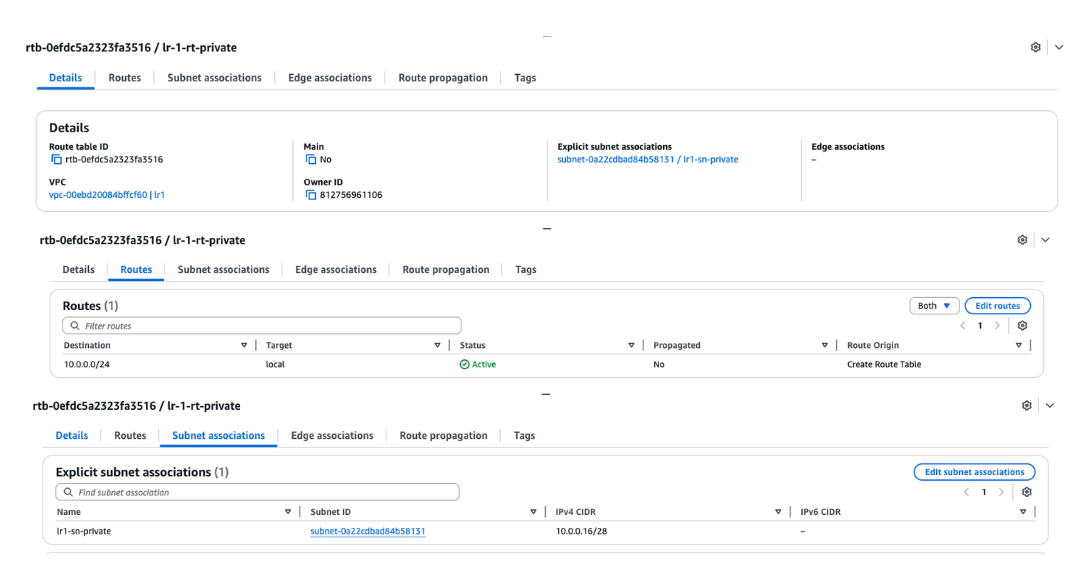 rtb-0efdc5a2323fa3516 / lr-1-rt-private
Details Routes Subnet associations Edge associations Route propagation Tags
Details
Route table ID Main Explicit subnet associations Edge associations
rtb-0efdc5a2323fa3516 No subnet-0a22cdbad84b58131 / lr1-sn-private –
VPC Owner ID
vpc-00ebd20084bffcf60 | lr1 812756961106
rtb-0efdc5a2323fa3516 / lr-1-rt-private
Details Routes Subnet associations Edge associations Route propagation Tags
Routes (1) Both Edit routes
Filter routes 1
Destination Target Status Propagated Route Origin
10.0.0.0/24 local Active No Create Route Table
rtb-0efdc5a2323fa3516 / lr-1-rt-private
Details Routes Subnet associations Edge associations Route propagation Tags
Explicit subnet associations (1) Edit subnet associations
Find subnet association 1
Name Subnet ID IPv4 CIDR IPv6 CIDR
lr1-sn-private subnet-0a22cdbad84b58131 10.0.0.16/28 –